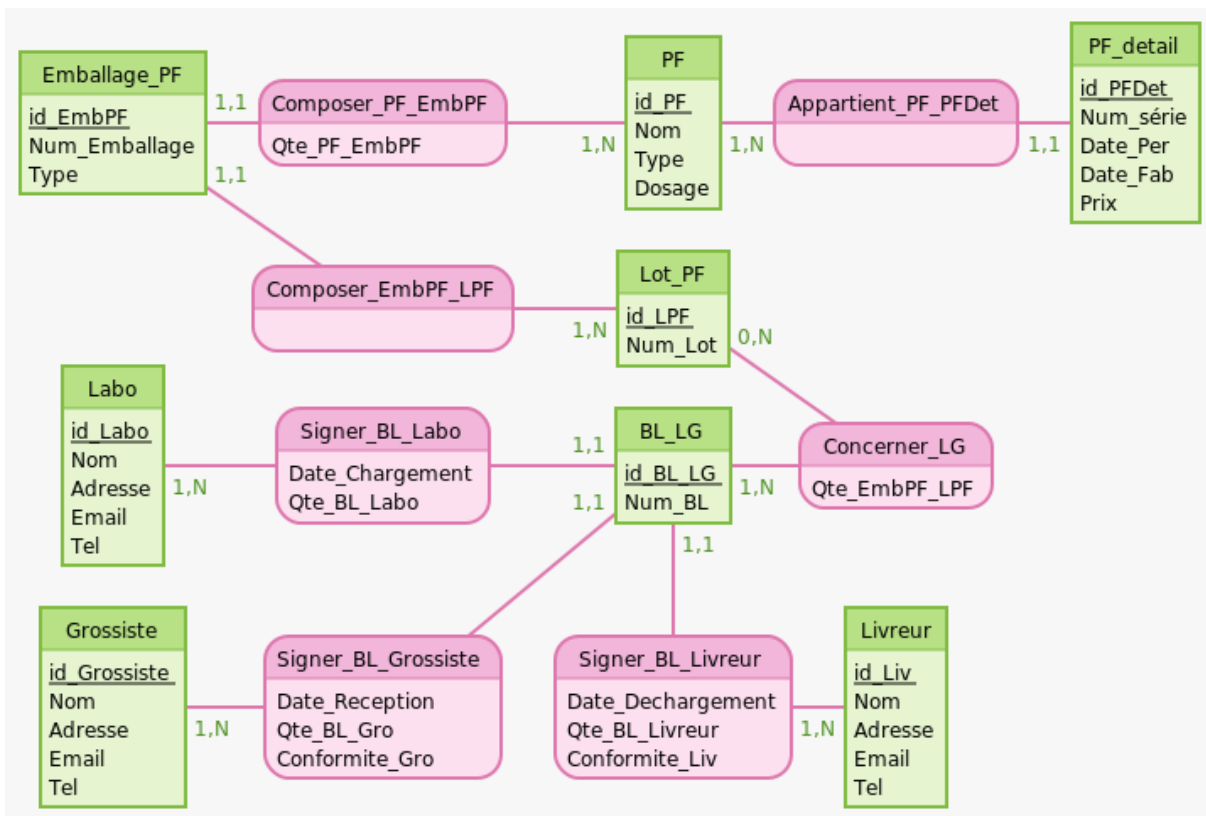 Emballage_PF
id_EmbPF
Num_Emballage
Type
1,1
1,1
Composer_PF_EmbPF
Qte_PF_EmbPF
1,N
PF
id_PF
Nom
Type
Dosage
1,N
Appartient_PF_PFDet
1,1
PF_detail
id_PFDet
Num_série
Date_Per
Date_Fab
Prix
Composer_EmbPF_LPF
1,N
Lot_PF
id_LPF
Num_Lot
0,N
Labo
id_Labo
Nom
Adresse
Email
Tel
1,N
Signer_BL_Labo
Date_Chargement
Qte_BL_Labo
1,1
1,1
BL_LG
id_BL_LG
Num_BL
1,N
1,1
Concerner_LG
Qte_EmbPF_LPF
Grossiste
id_Grossiste
Nom
Adresse
Email
Tel
1,N
Signer_BL_Grossiste
Date_Reception
Qte_BL_Gro
Conformite_Gro
Signer_BL_Livreur
Date_Dechargement
Qte_BL_Livreur
Conformite_Liv
1,N
Livreur
id_Liv
Nom
Adresse
Email
Tel